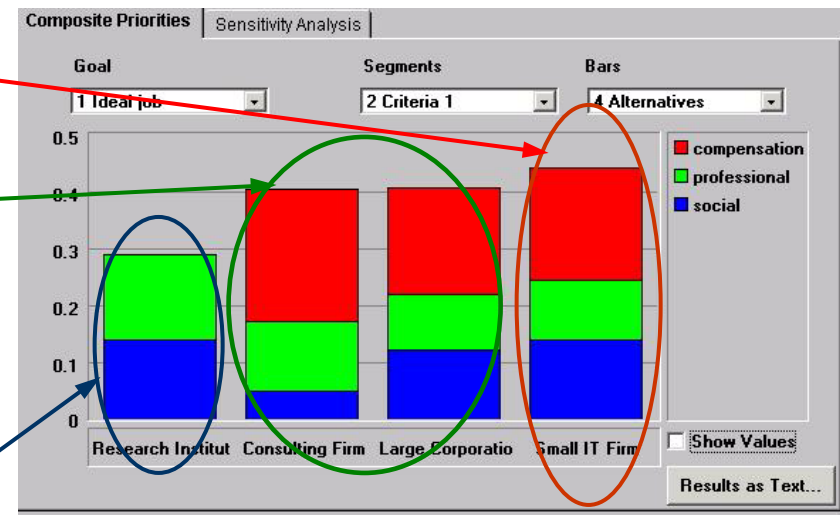 Composite Priorities Sensitivity Analysis
Goal Segments Bars
1 Ideal job 2 Criteria 1 4 Alternatives
0.5
0.4
0.3
0.2
0.1
0
compensation
professional
social
Research Institut Consulting Firm Large Corporatio Small IT Firm
Show Values
Results as Text...